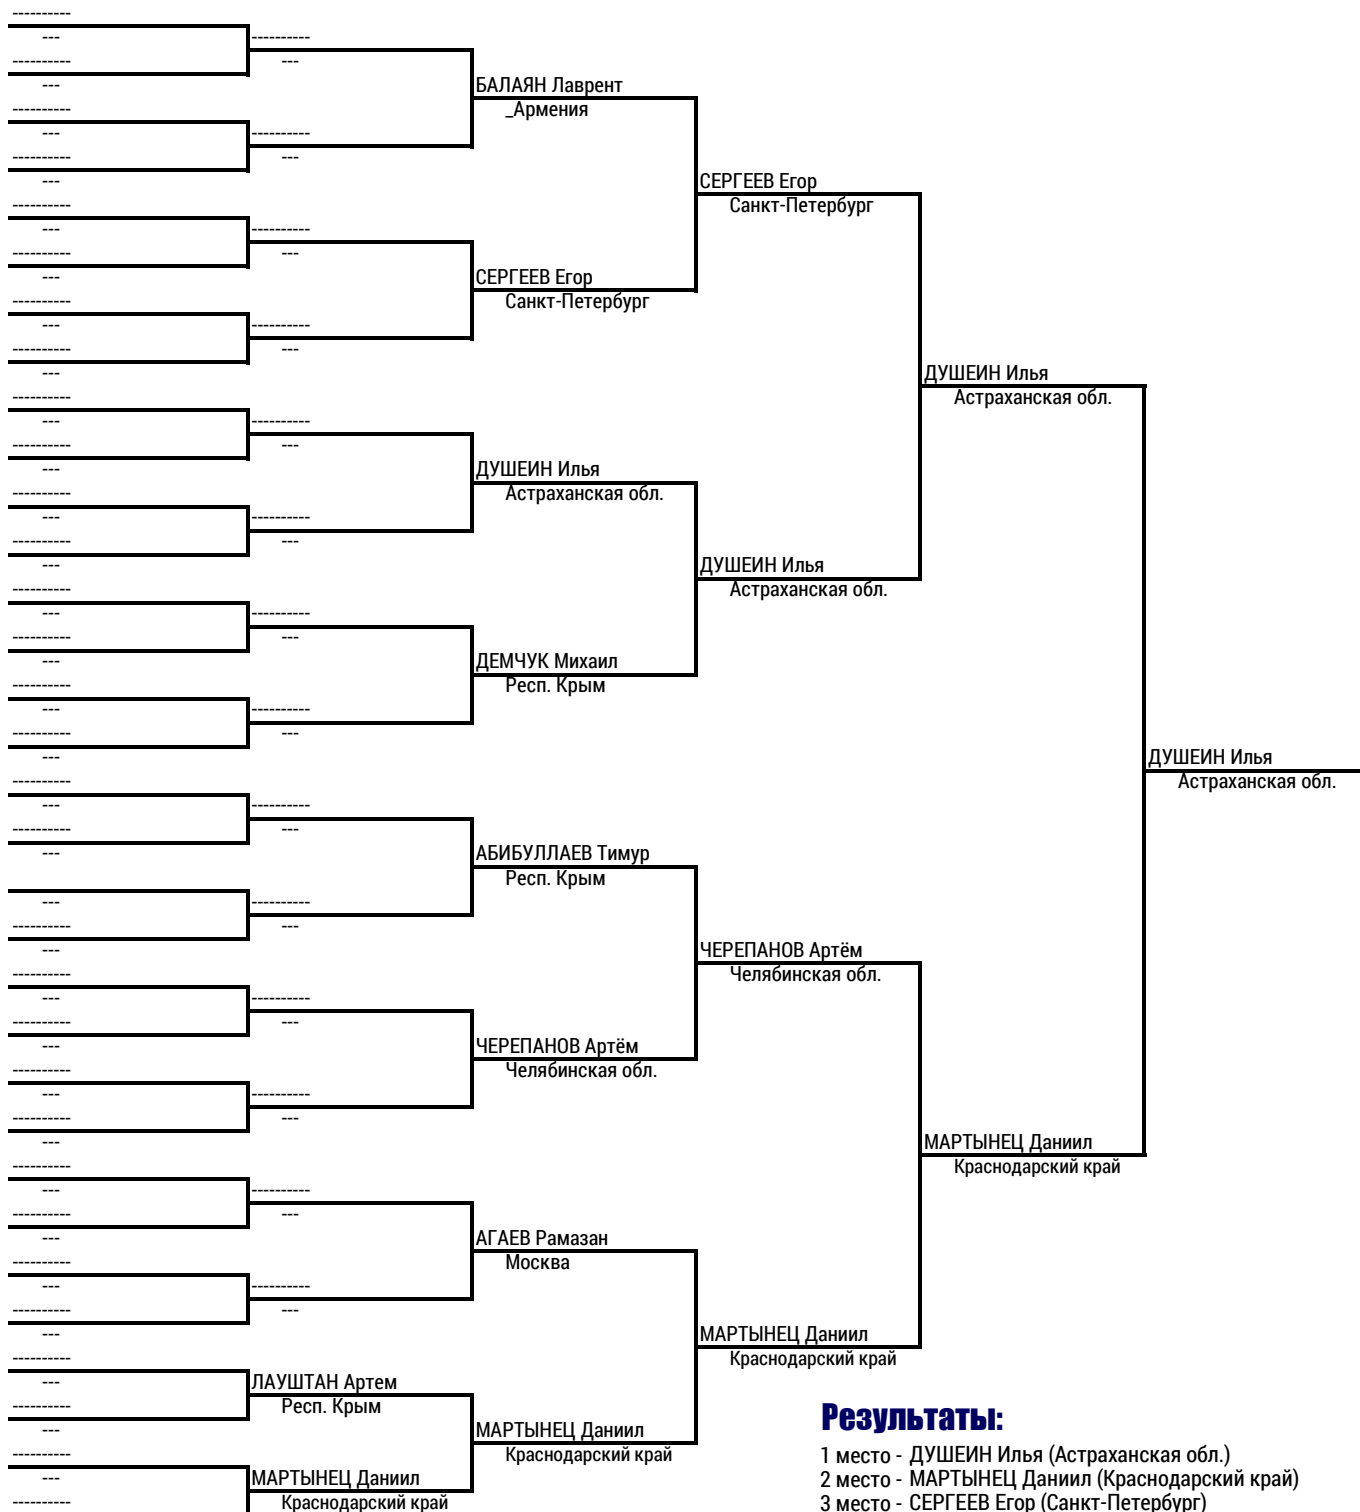 ----------
---
----------
---
----------
---
----------
---
----------
---
----------
---
----------
---
----------
---
----------
---
----------
---
----------
---
----------
---
----------
---
----------
---
----------
---
----------
---
----------
---
----------
---
---
----------
---
----------
---
----------
---
----------
---
----------
---
----------
---
----------
---
----------
---
----------
---
----------
---
----------
---
----------
---
----------
----------
---
----------
---
----------
---
----------
---
----------
---
----------
---
----------
---
----------
---
----------
---
----------
---
----------
---
----------
---
----------
---
----------
---
ЛАУШТАН Артем
Респ. Крым
МАРТЫНЕЦ Даниил
Краснодарский край
БАЛАЯН Лаврент
_Армения
СЕРГЕЕВ Егор
Санкт-Петербург
ДУШЕИН Илья
Астраханская обл.
ДЕМЧУК Михаил
Респ. Крым
АБИБУЛЛАЕВ Тимур
Респ. Крым
ЧЕРЕПАНОВ Артём
Челябинская обл.
АГАЕВ Рамазан
Москва
МАРТЫНЕЦ Даниил
Краснодарский край
СЕРГЕЕВ Егор
Санкт-Петербург
ДУШЕИН Илья
Астраханская обл.
ЧЕРЕПАНОВ Артём
Челябинская обл.
МАРТЫНЕЦ Даниил
Краснодарский край
ДУШЕИН Илья
Астраханская обл.
МАРТЫНЕЦ Даниил
Краснодарский край
ДУШЕИН Илья
Астраханская обл.
Результаты:
1 место - ДУШЕИН Илья (Астраханская обл.)
2 место - МАРТЫНЕЦ Даниил (Краснодарский край)
3 место - СЕРГЕЕВ Егор (Санкт-Петербург)